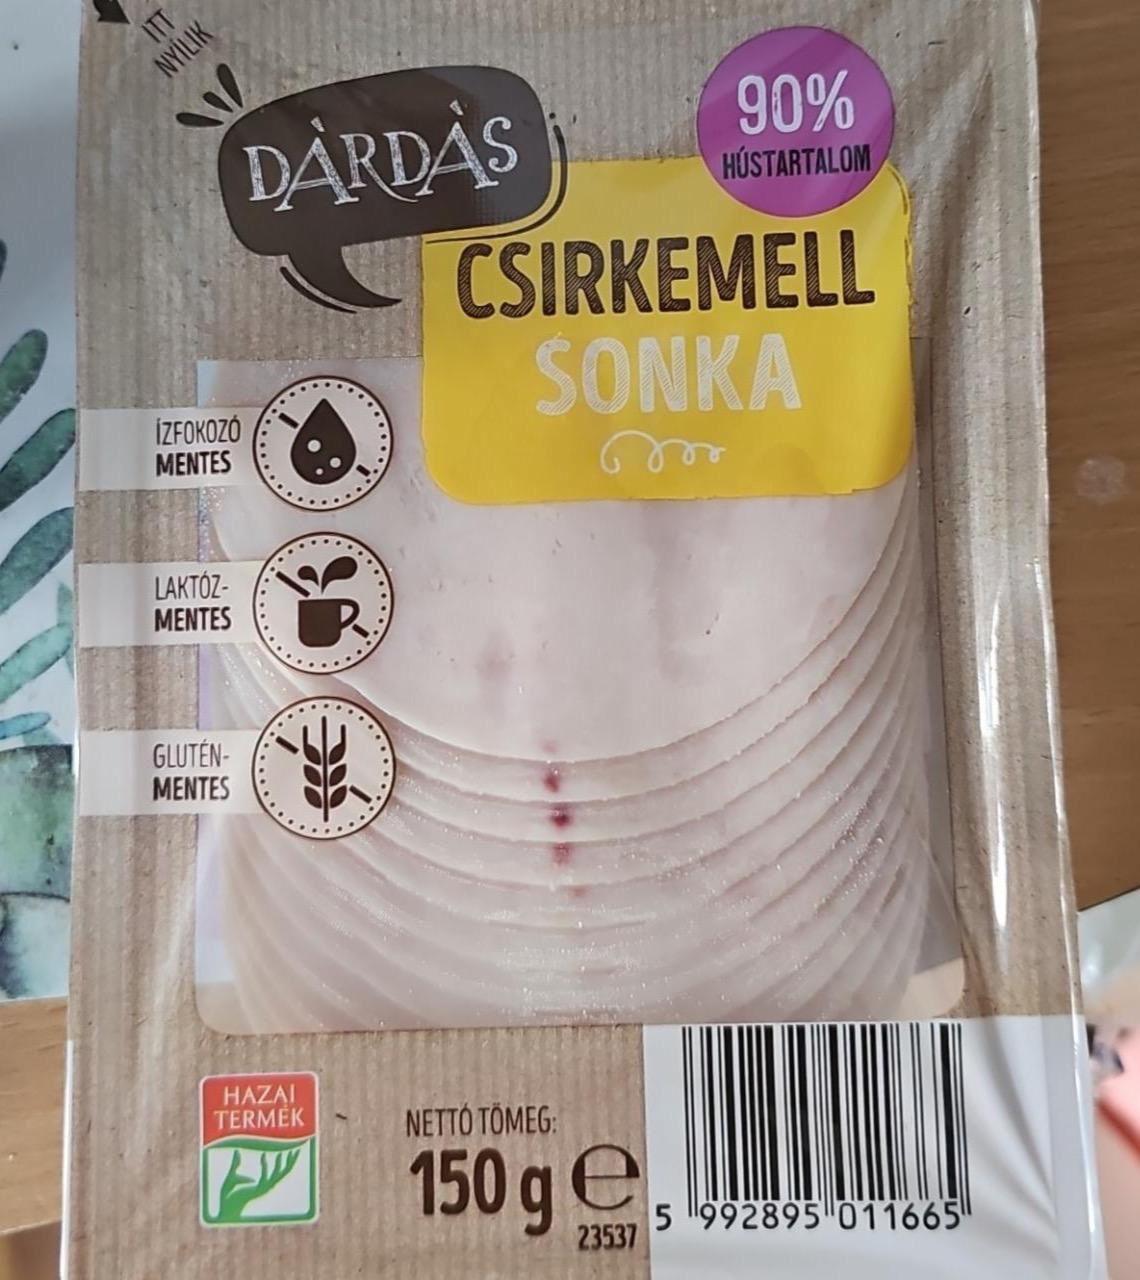 ITT
NYÍLIK
DÁRDÁS
90%
HÚSTARTALOM
CSIRKEMELL
SONKA
ÍZFOKOZÓ
MENTES
LAKTÓZ-
MENTES
GLUTÉN-
MENTES
HAZAI
TERMÉK
NETTÓ TÖMEG:
150 g ℮
23537
5 992895 011665